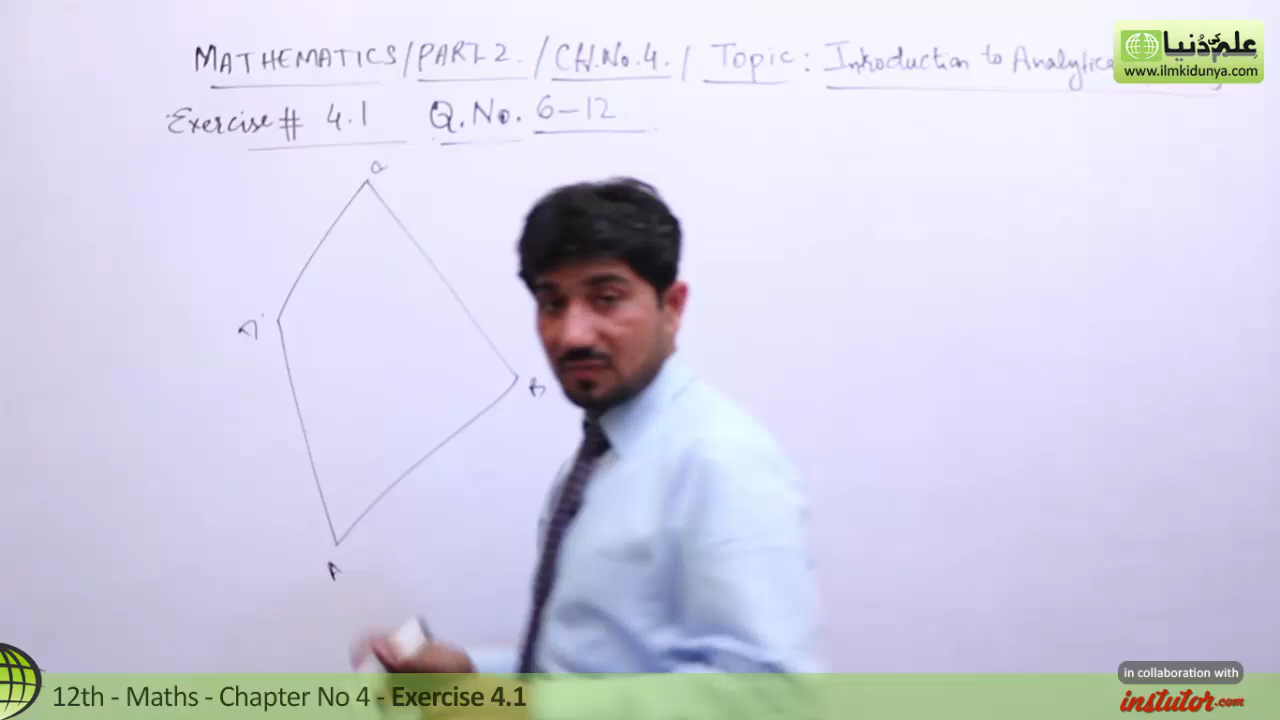 MATHEMATICS / PART 2 / CH.No.4 / Topic: Introduction to Analytic
Exercise # 4.1 Q.No. 6-12
علم کی دُنیا
www.ilmkidunya.com
B
A
in collaboration with
instutor.com
12th - Maths - Chapter No 4 - Exercise 4.1